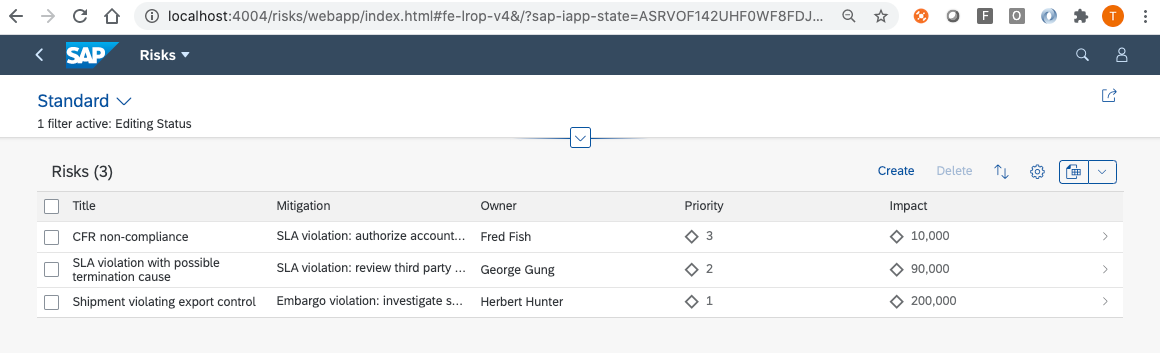 localhost:4004/risks/webapp/index.html#fe-lrop-v4&/?sap-iapp-state=ASRVOF142UHF0WF8FDJ...
F
O
T
SAP
Risks
Standard
1 filter active: Editing Status
Risks (3)
Create
Delete
Title Mitigation Owner Priority Impact
CFR non-compliance SLA violation: authorize account... Fred Fish 3 10,000
SLA violation with possible
termination cause SLA violation: review third party ... George Gung 2 90,000
Shipment violating export control Embargo violation: investigate s... Herbert Hunter 1 200,000